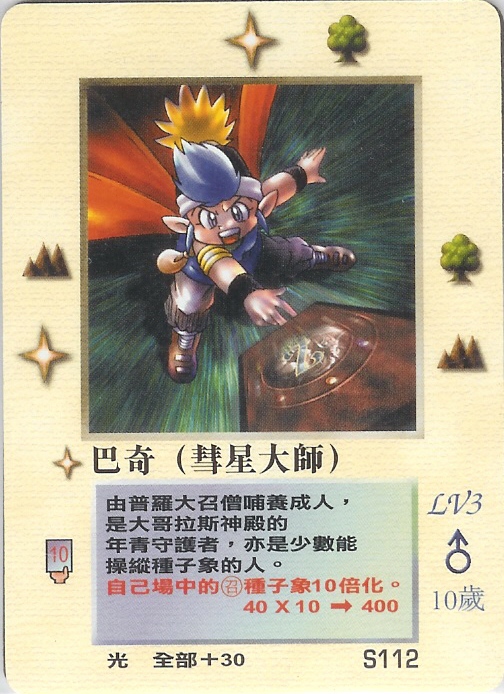 巴奇（彗星大師）
由普羅大召僧哺養成人，
是大哥拉斯神殿的
年青守護者，亦是少數能
操縱種子象的人。
自己場中的㊁種子象10倍化。
40 X 10 ➞ 400
LV3
♂
10歲
10
光　全部＋30
S112